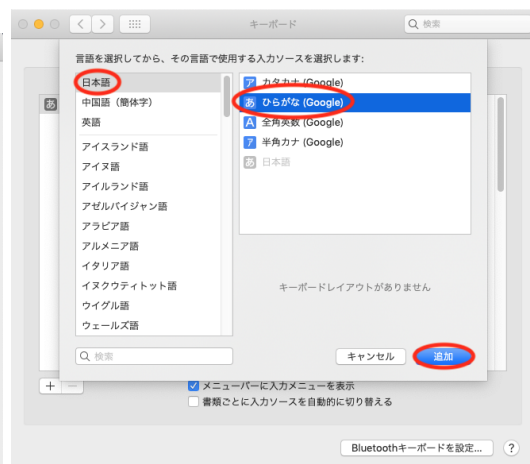 キーボード
検索
言語を選択してから、その言語で使用する入力ソースを選択します:
日本語
中国語（簡体字）
英語
アイスランド語
アイヌ語
アイルランド語
アゼルバイジャン語
アラビア語
アルメニア語
イタリア語
イヌクウティトット語
ウイグル語
ウェールズ語
ア カタカナ (Google)
あ ひらがな (Google)
A 全角英数 (Google)
ｱ 半角カナ (Google)
あ 日本語
キーボードレイアウトがありません
検索
キャンセル
追加
あ
+ −
メニューバーに入力メニューを表示
書類ごとに入力ソースを自動的に切り替える
Bluetoothキーボードを設定...
?